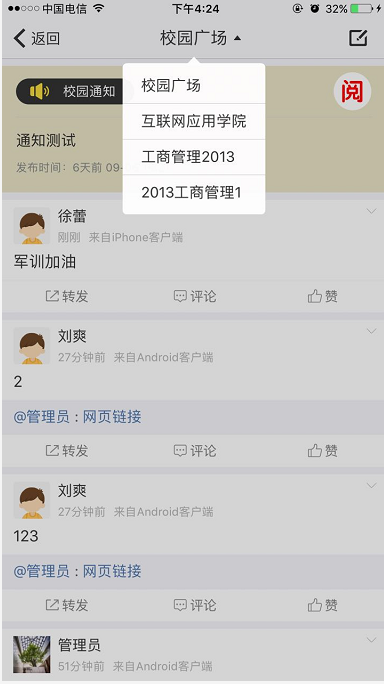 中国电信 下午4:24 32%
返回 校园广场
校园通知 阅
校园广场
互联网应用学院
工商管理2013
2013工商管理1
通知测试
发布时间：6天前 09-
徐蕾
刚刚 来自iPhone客户端
军训加油
转发 评论 赞
刘爽
27分钟前 来自Android客户端
2
@管理员：网页链接
转发 评论 赞
刘爽
27分钟前 来自Android客户端
123
@管理员：网页链接
转发 评论 赞
管理员
51分钟前 来自Android客户端